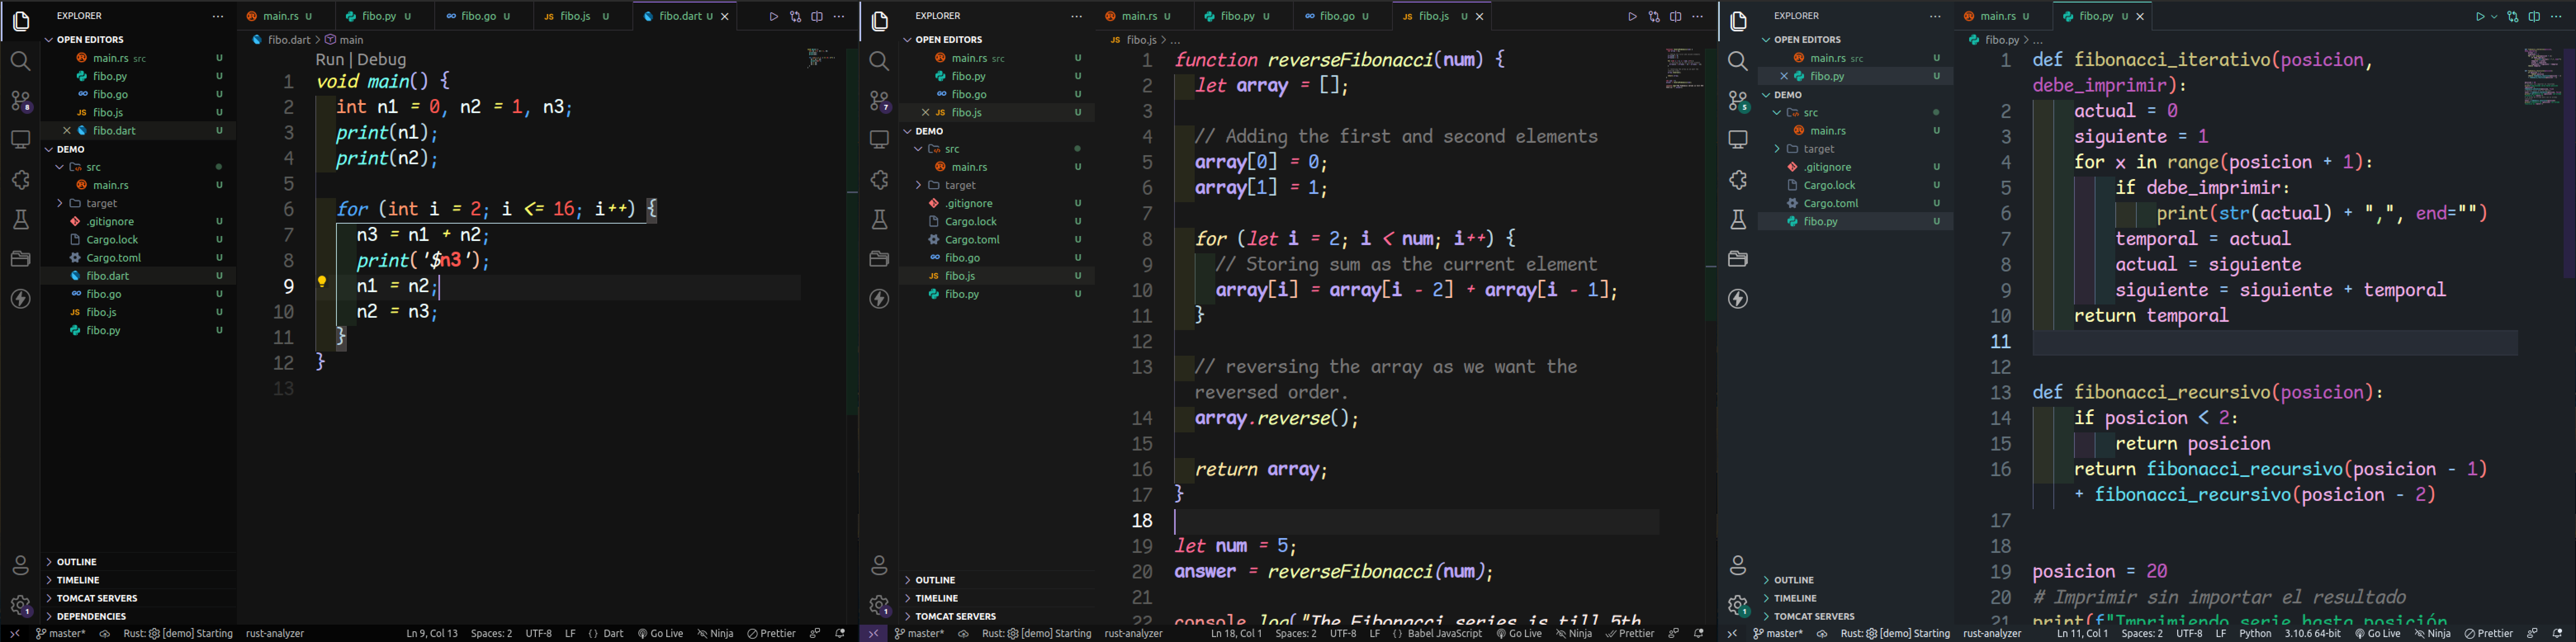 EXPLORER
OPEN EDITORS
main.rs src U
fibo.py U
fibo.go U
fibo.js U
fibo.dart U
DEMO
src
main.rs U
target
.gitignore U
Cargo.lock U
Cargo.toml U
fibo.dart U
fibo.go U
fibo.js U
fibo.py U
OUTLINE
TIMELINE
TOMCAT SERVERS
DEPENDENCIES
8
1
main.rs U fibo.py U fibo.go U fibo.js U fibo.dart U
fibo.dart > main
Run | Debug
1 void main() {
2 int n1 = 0, n2 = 1, n3;
3 print(n1);
4 print(n2);
5
6 for (int i = 2; i <= 16; i++) {
7 n3 = n1 + n2;
8 print('$n3');
9 n1 = n2;
10 n2 = n3;
11 }
12 }
13
master* Rust: [demo] Starting rust-analyzer Ln 9, Col 13 Spaces: 2 UTF-8 LF {} Dart Go Live Ninja Prettier
EXPLORER
OPEN EDITORS
main.rs src U
fibo.py U
fibo.go U
fibo.js U
DEMO
src
main.rs U
target
.gitignore U
Cargo.lock U
Cargo.toml U
fibo.go U
fibo.js U
fibo.py U
OUTLINE
TIMELINE
TOMCAT SERVERS
7
1
main.rs U fibo.py U fibo.go U fibo.js U
fibo.js > ...
1 function reverseFibonacci(num) {
2 let array = [];
3
4 // Adding the first and second elements
5 array[0] = 0;
6 array[1] = 1;
7
8 for (let i = 2; i < num; i++) {
9 // Storing sum as the current element
10 array[i] = array[i - 2] + array[i - 1];
11 }
12
13 // reversing the array as we want the
reversed order.
14 array.reverse();
15
16 return array;
17 }
18
19 let num = 5;
20 answer = reverseFibonacci(num);
21
22 console.log("The Fibonacci series is till 5th
master* Rust: [demo] Starting rust-analyzer Ln 18, Col 1 Spaces: 2 UTF-8 LF {} Babel JavaScript Go Live Ninja Prettier
EXPLORER
OPEN EDITORS
main.rs src U
fibo.py U
DEMO
src
main.rs U
target
.gitignore U
Cargo.lock U
Cargo.toml U
fibo.py U
OUTLINE
TIMELINE
TOMCAT SERVERS
5
1
main.rs U fibo.py U
fibo.py > ...
1 def fibonacci_iterativo(posicion,
debe_imprimir):
2 actual = 0
3 siguiente = 1
4 for x in range(posicion + 1):
5 if debe_imprimir:
6 print(str(actual) + ",", end="")
7 temporal = actual
8 actual = siguiente
9 siguiente = siguiente + temporal
10 return temporal
11
12
13 def fibonacci_recursivo(posicion):
14 if posicion < 2:
15 return posicion
16 return fibonacci_recursivo(posicion - 1)
+ fibonacci_recursivo(posicion - 2)
17
18
19 posicion = 20
20 # Imprimir sin importar el resultado
21 print(f"Imprimiendo serie hasta posición
master* Rust: [demo] Starting rust-analyzer Ln 11, Col 1 Spaces: 2 UTF-8 LF Python 3.10.6 64-bit Go Live Ninja Prettier